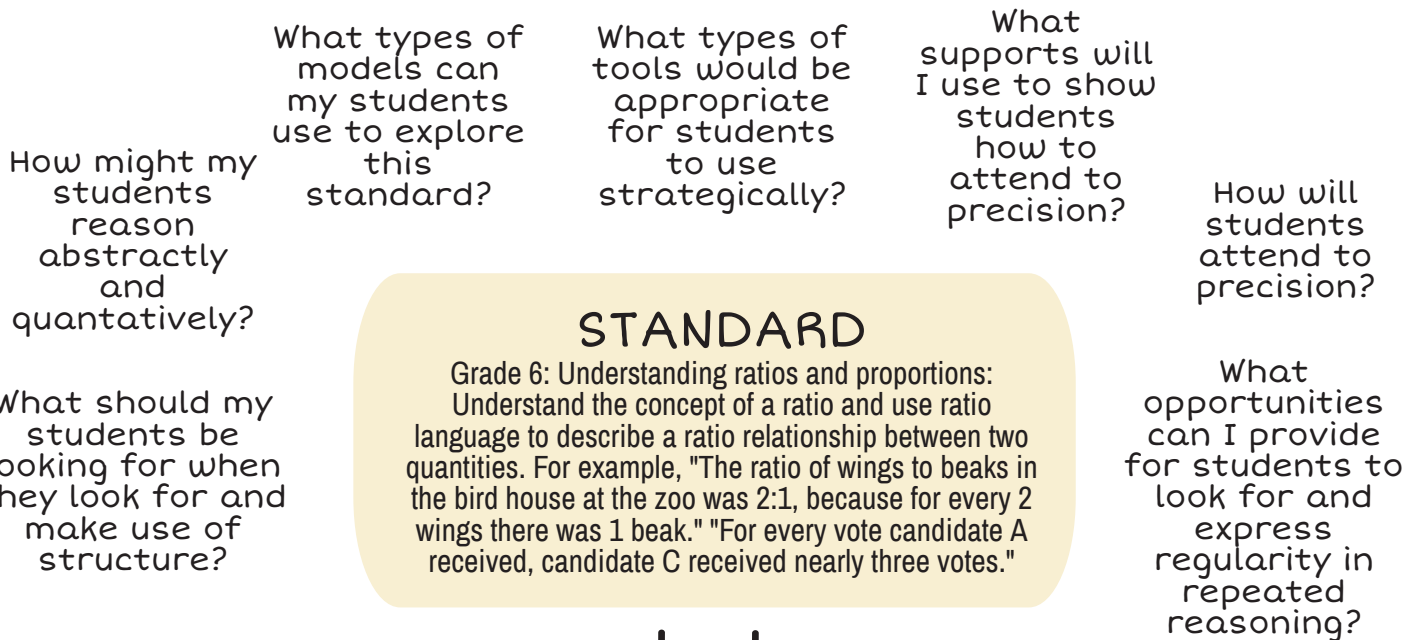 What types of
models can
my students
use to explore
this
standard?
What types of
tools would be
appropriate
for students
to use
strategically?
What
supports will
I use to show
students
how to
attend to
precision?
How might my
students
reason
abstractly
and
quantatively?
How will
students
attend to
precision?
STANDARD
Grade 6: Understanding ratios and proportions:
Understand the concept of a ratio and use ratio
language to describe a ratio relationship between two
quantities. For example, "The ratio of wings to beaks in
the bird house at the zoo was 2:1, because for every 2
wings there was 1 beak." "For every vote candidate A
received, candidate C received nearly three votes."
What should my
students be
ooking for when
hey look for and
make use of
structure?
What
opportunities
can I provide
for students to
look for and
express
regularity in
repeated
reasoning?